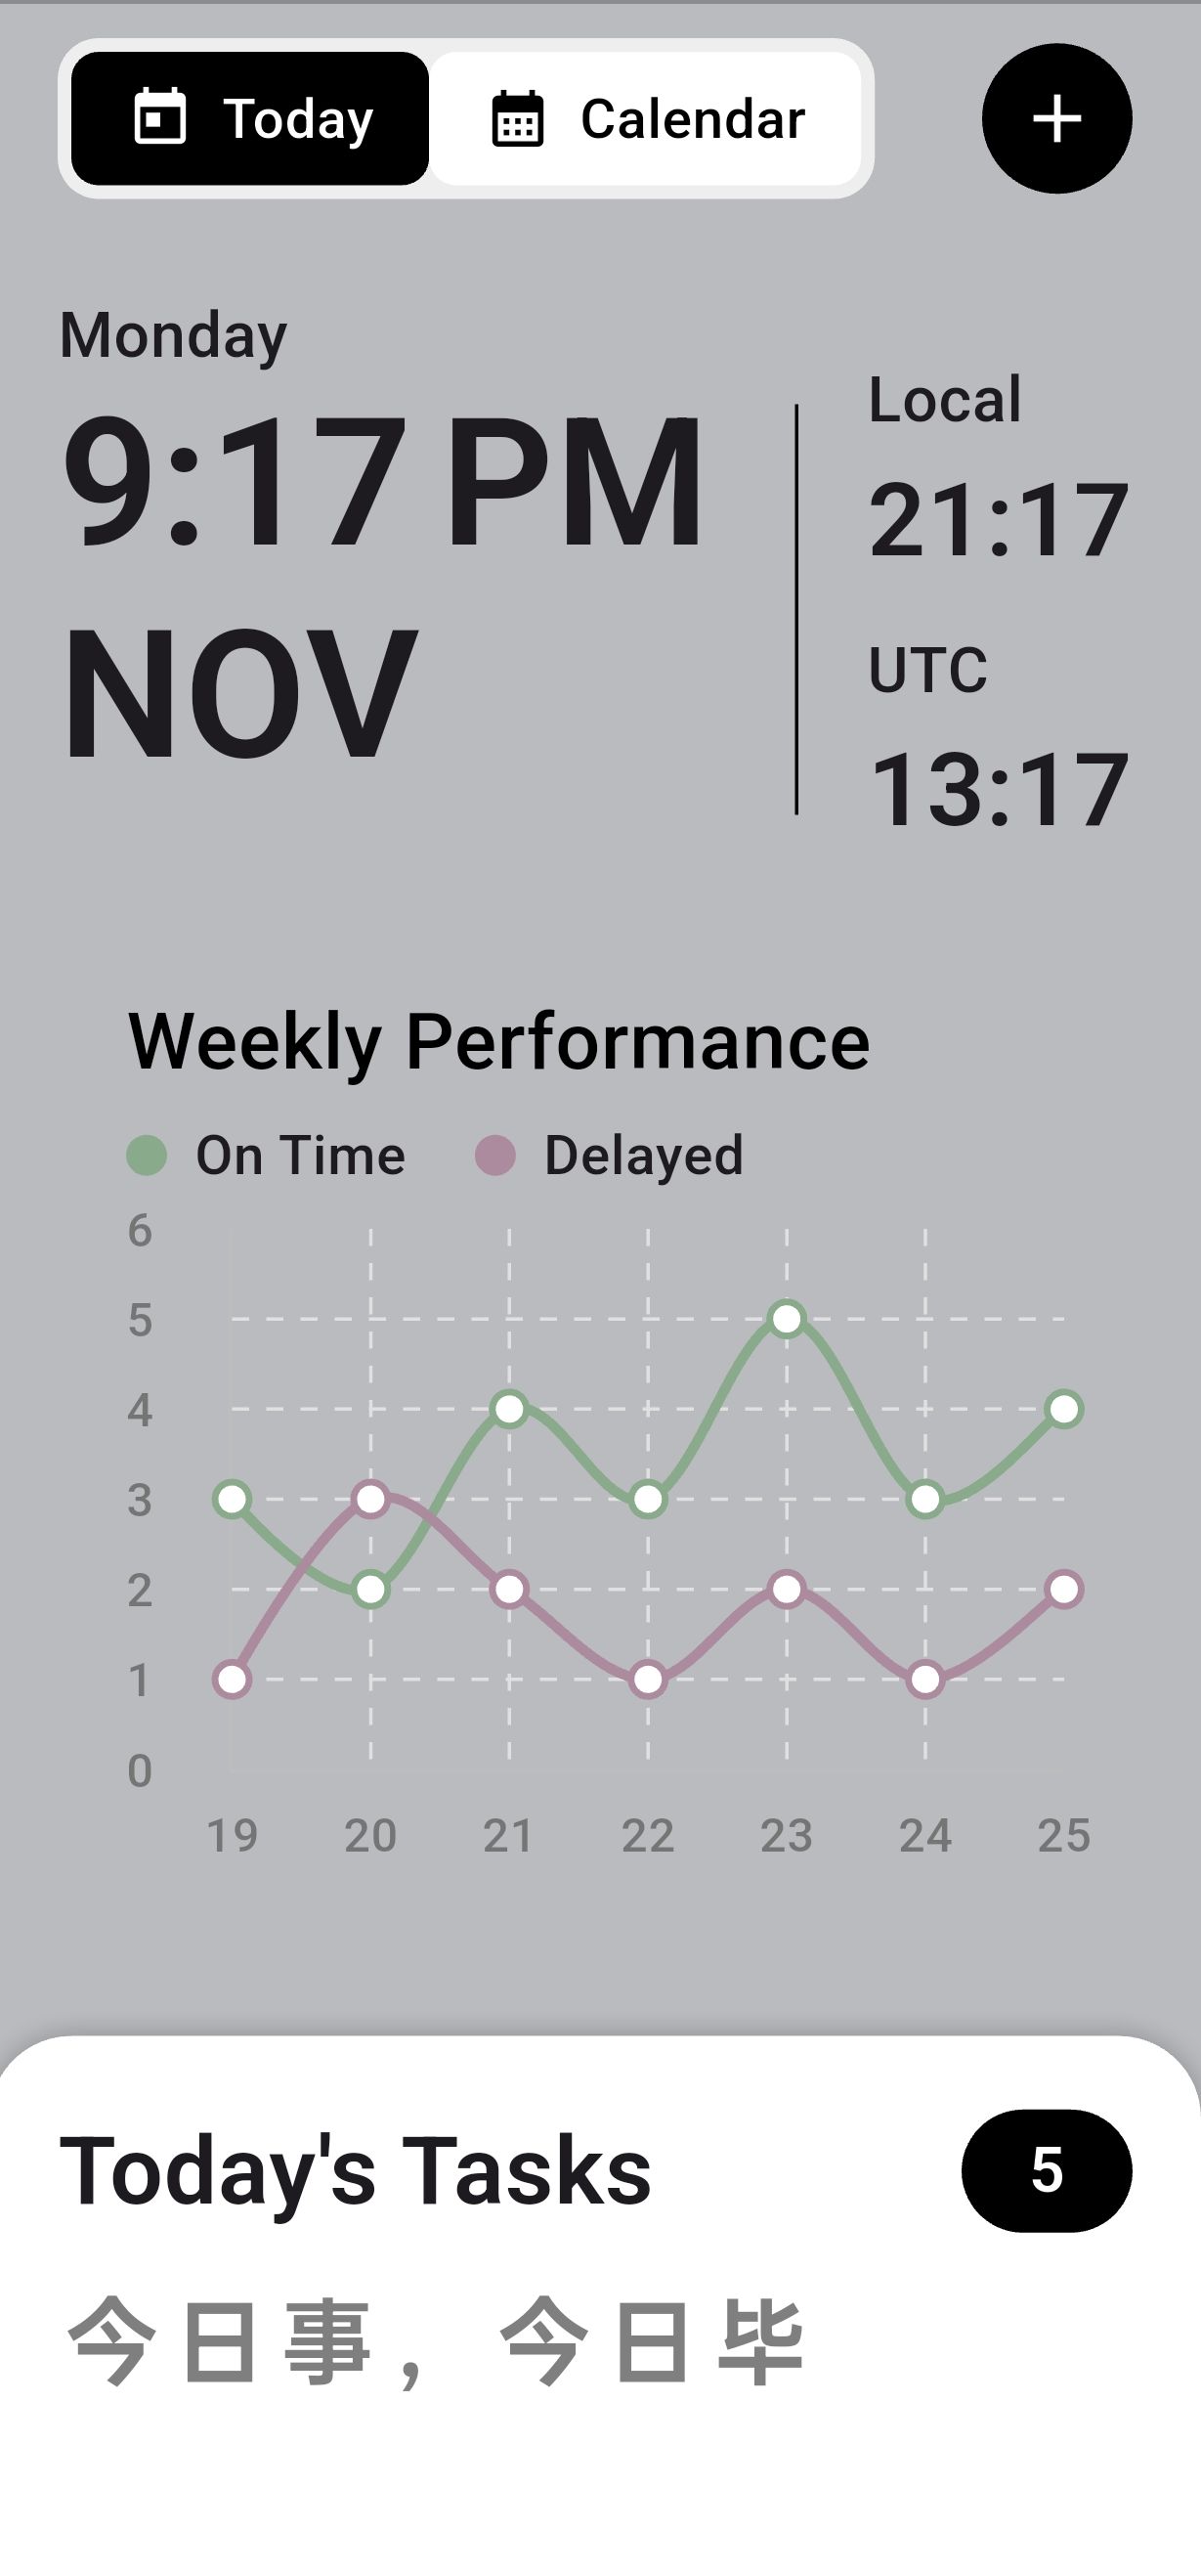 Today Calendar
Monday
9:17 PM
NOV
Local
21:17
UTC
13:17
Weekly Performance
On Time Delayed
6
5
4
3
2
1
0
19 20 21 22 23 24 25
Today's Tasks 5
今日事，今日毕